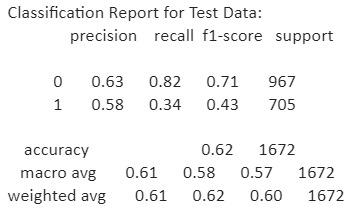 Classification Report for Test Data:
precision recall f1-score support
0 0.63 0.82 0.71 967
1 0.58 0.34 0.43 705
accuracy 0.62 1672
macro avg 0.61 0.58 0.57 1672
weighted avg 0.61 0.62 0.60 1672